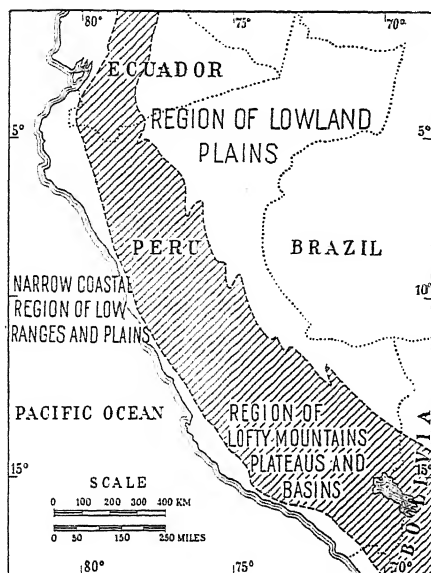 80°
75°
70°
ECUADOR
REGION OF LOWLAND
PLAINS
5°
5°
PERU
BRAZIL
NARROW COASTAL
REGION OF LOW
RANGES AND PLAINS
10°
PACIFIC OCEAN
REGION OF
LOFTY MOUNTAINS
PLATEAUS AND
BASINS
BOLIVIA
15°
15°
SCALE
0 100 200 300 400 KM
0 50 150 250 MILES
80°
75°
70°